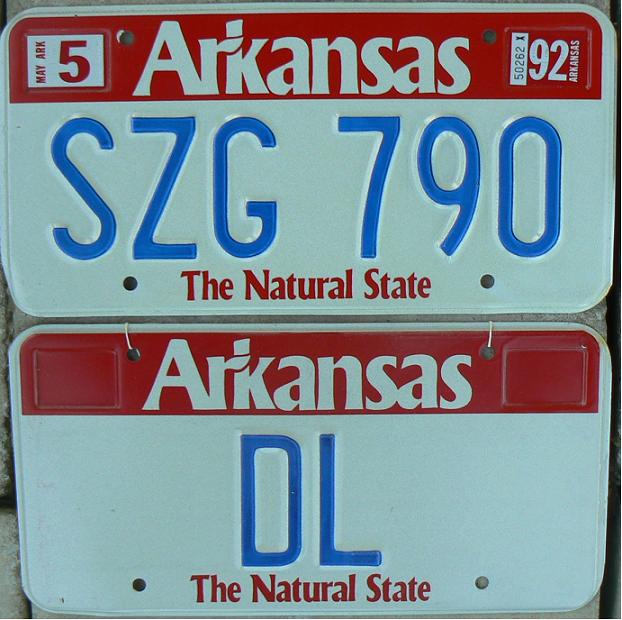 MAY ARK 5 Arkansas 50262 X 92 ARKANSAS
SZG 790
The Natural State
Arkansas
DL
The Natural State